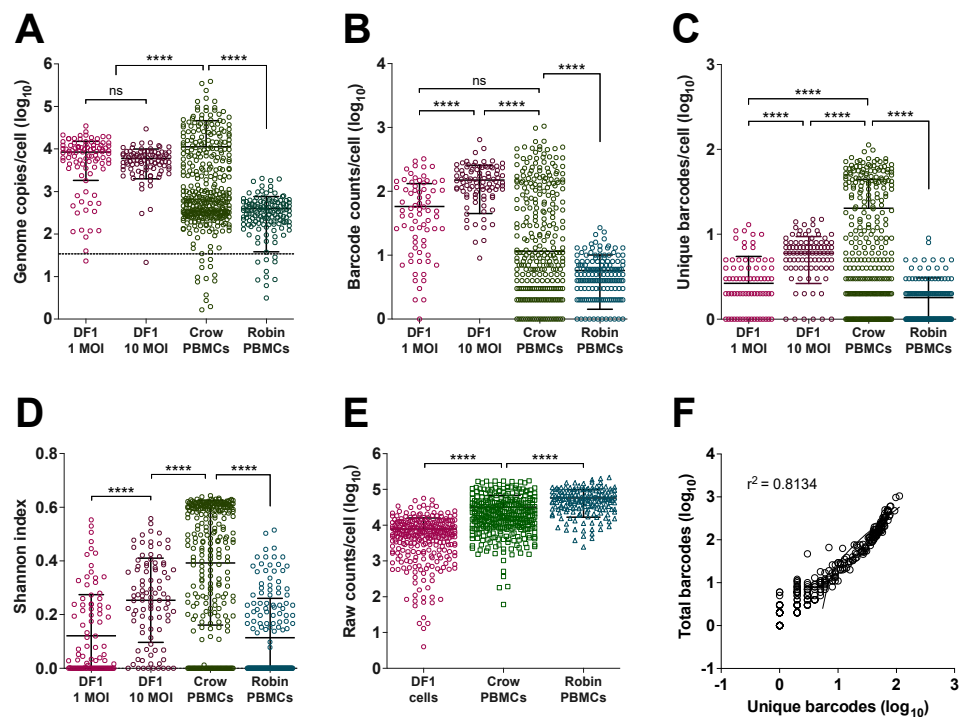 A
Genome copies/cell (log10)
6
5
4
3
2
1
0
****
****
ns
DF1 1 MOI
DF1 10 MOI
Crow PBMCs
Robin PBMCs
B
Barcode counts/cell (log10)
4
3
2
1
0
****
ns
****
****
DF1 1 MOI
DF1 10 MOI
Crow PBMCs
Robin PBMCs
C
Unique barcodes/cell (log10)
3
2
1
0
****
****
****
****
DF1 1 MOI
DF1 10 MOI
Crow PBMCs
Robin PBMCs
D
Shannon index
0.8
0.6
0.4
0.2
0.0
****
****
****
DF1 1 MOI
DF1 10 MOI
Crow PBMCs
Robin PBMCs
E
Raw counts/cell (log10)
6
5
4
3
2
1
0
****
****
DF1 cells
Crow PBMCs
Robin PBMCs
F
Total barcodes (log10)
4
3
2
1
0
-1
r2 = 0.8134
-1
0
1
2
3
Unique barcodes (log10)